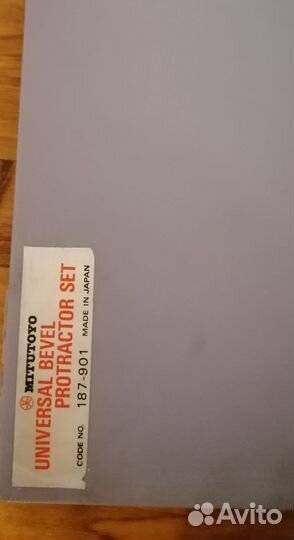 MITUTOYO
UNIVERSAL BEVEL
PROTRACTOR SET
CODE NO. 187-901 MADE IN JAPAN
Avito